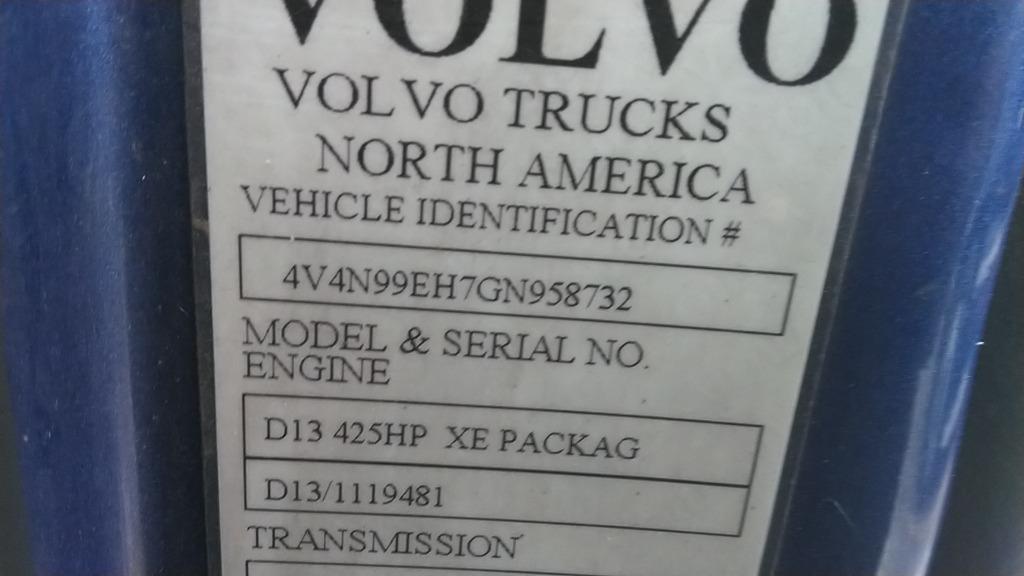 VOLVO
VOLVO TRUCKS
NORTH AMERICA
VEHICLE IDENTIFICATION #
4V4N99EH7GN958732
MODEL & SERIAL NO.
ENGINE
D13 425HP XE PACKAG
D13/1119481
TRANSMISSION